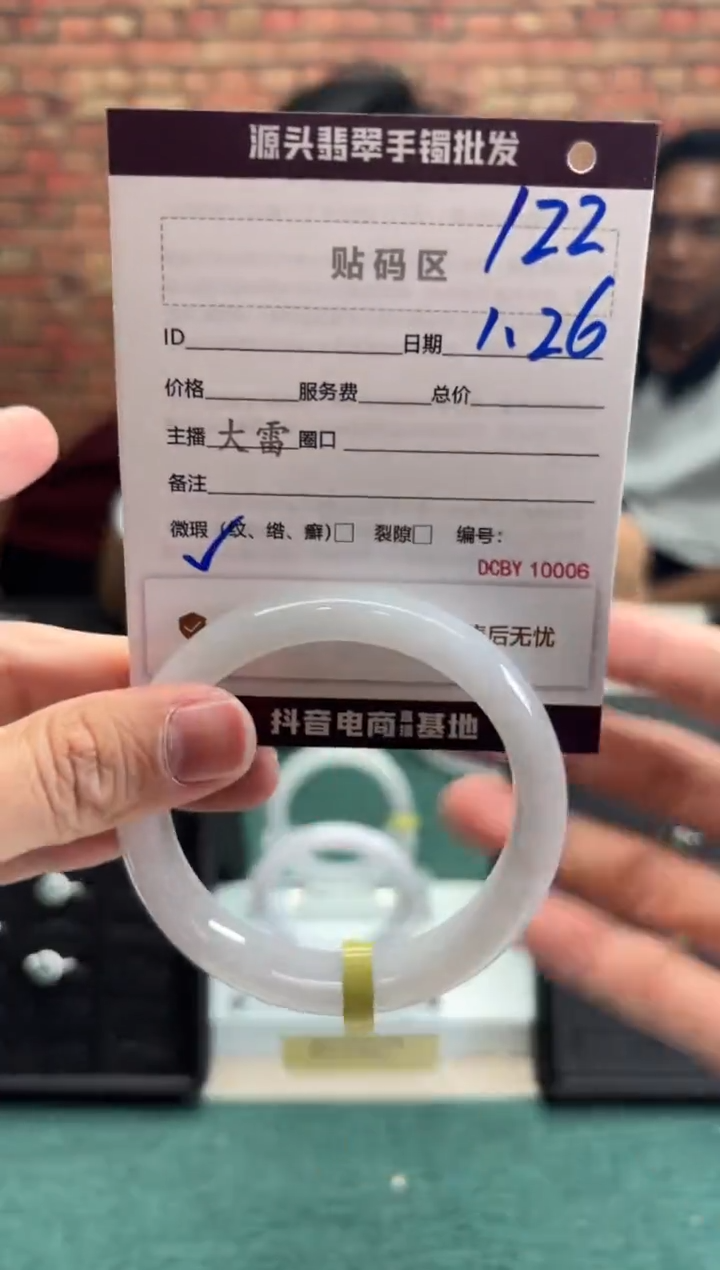 源头翡翠手镯批发
122
贴码区
ID 日期 1.26
价格 服务费 总价
主播 大雷 圈口
备注
微瑕 (纹、绺、癣)□ 裂隙□ 编号:
✓
DCBY 10006
售后无忧
抖音电商 基地